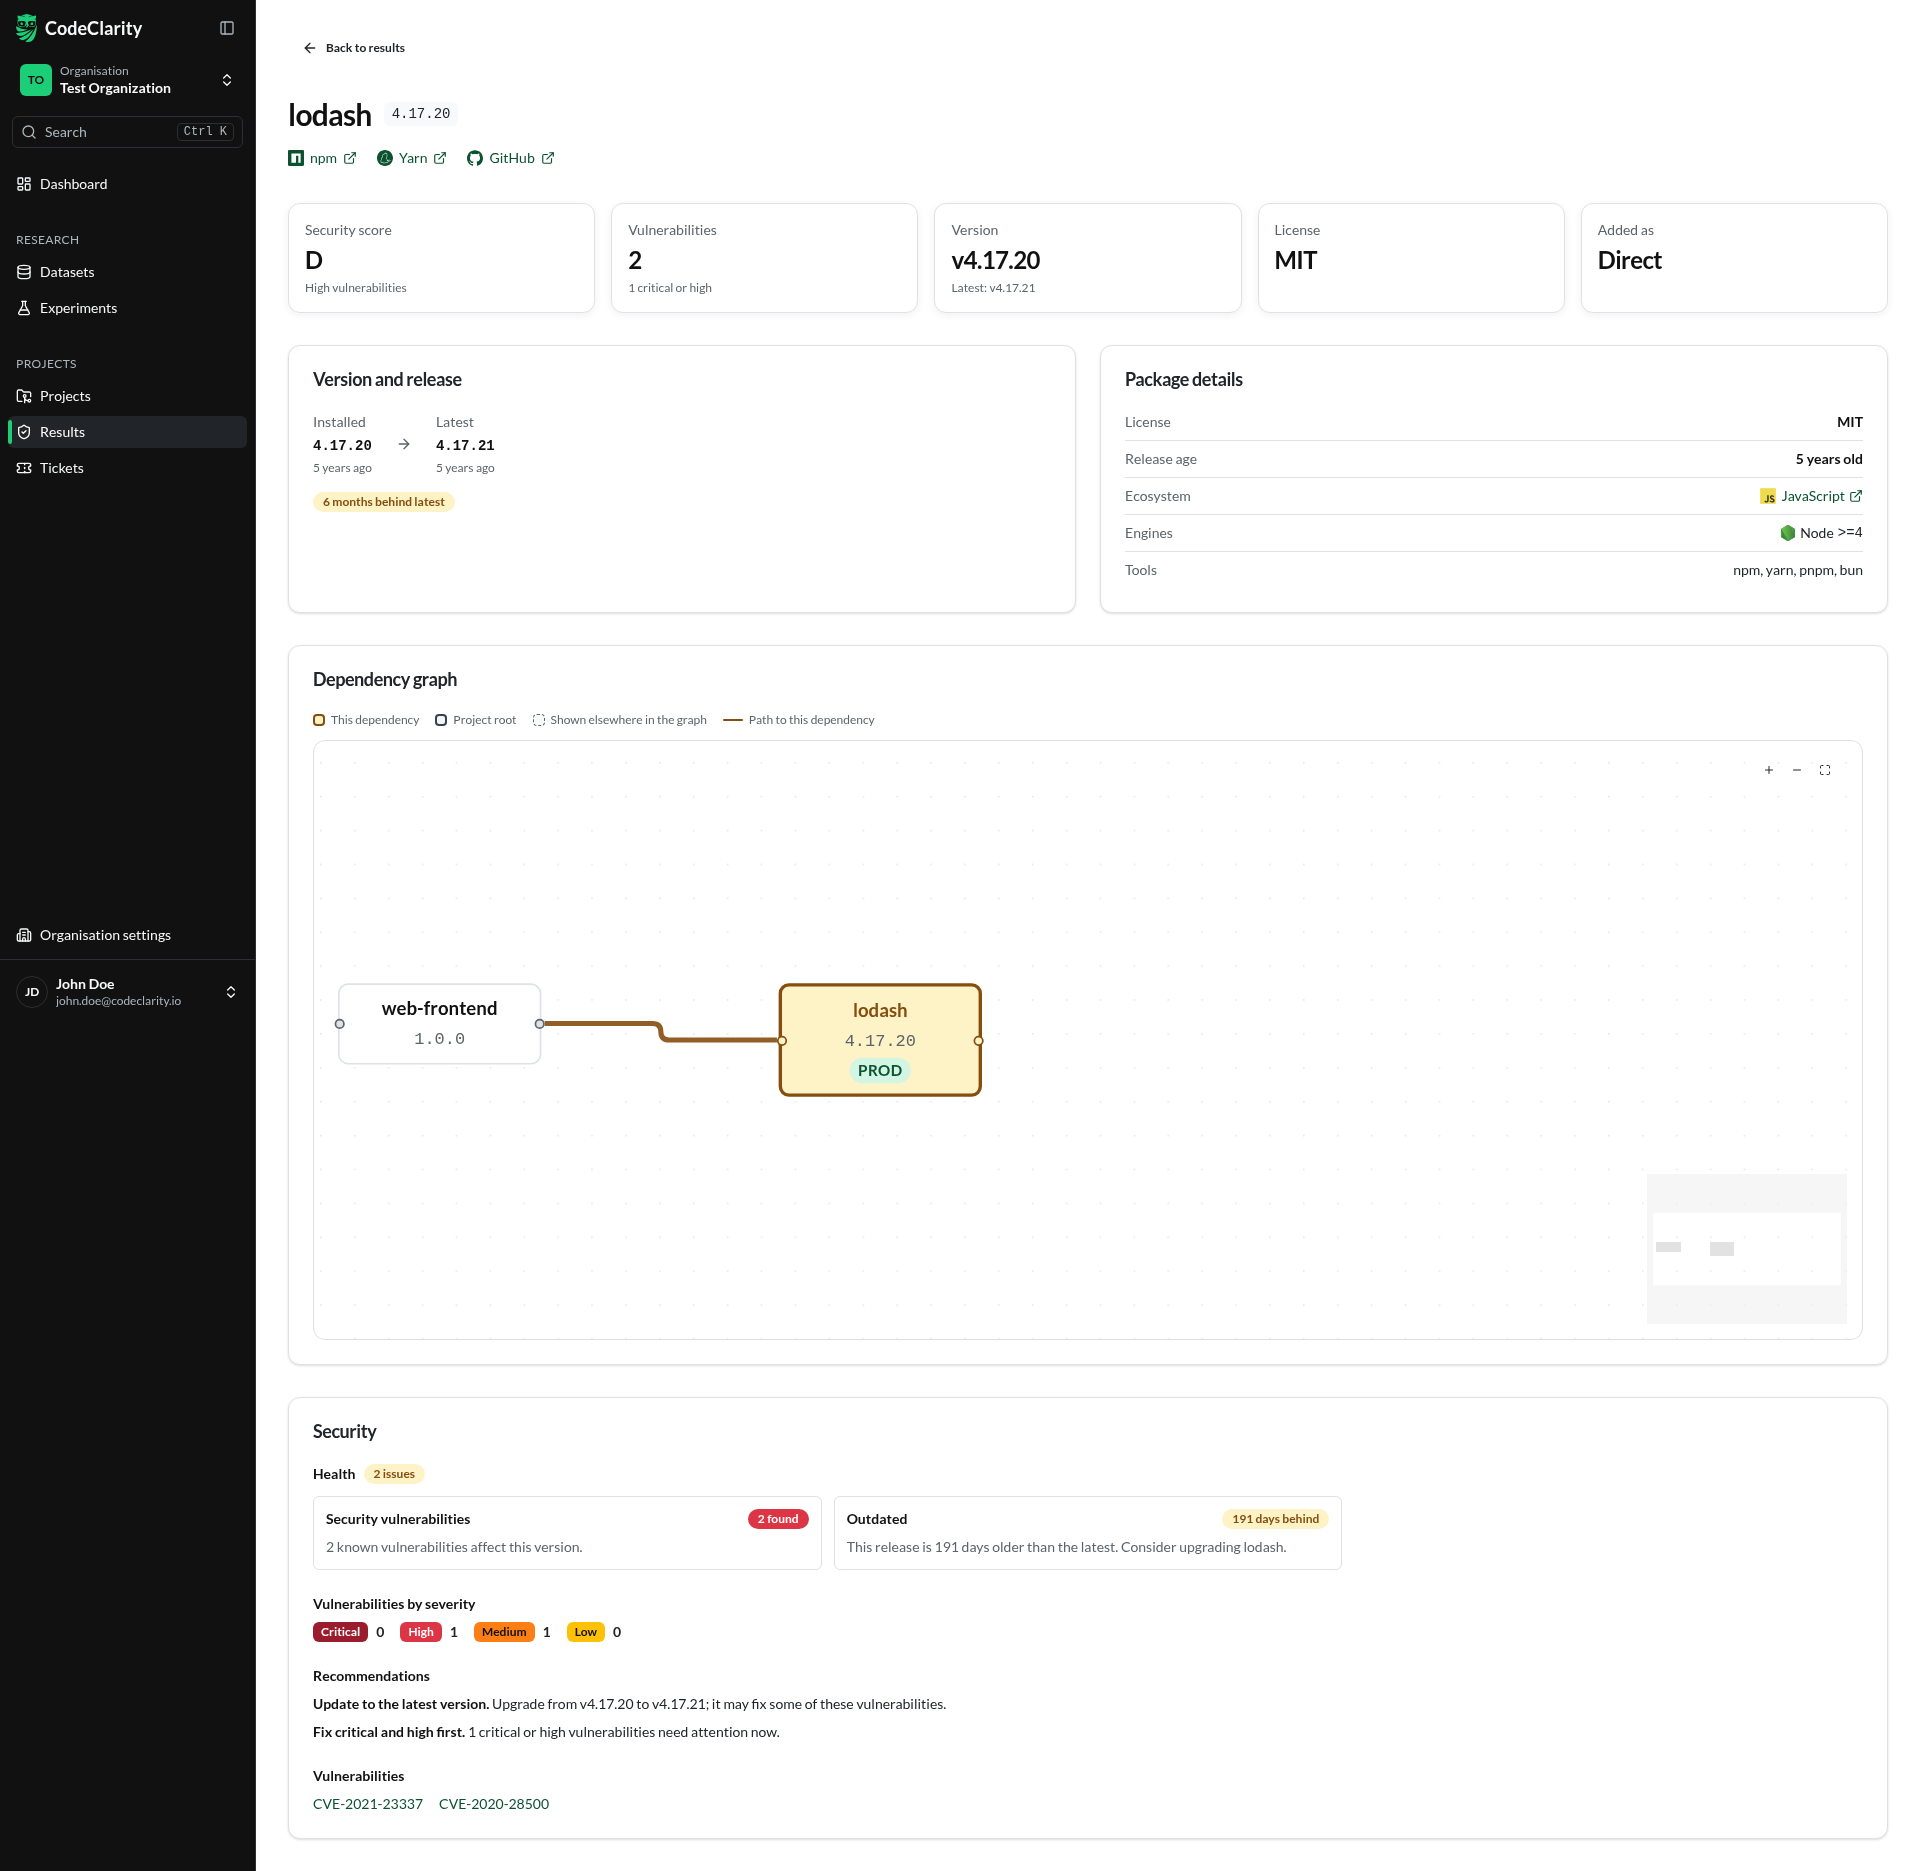 CodeClarity
TO
Organisation
Test Organization
Search
Ctrl K
Dashboard
RESEARCH
Datasets
Experiments
PROJECTS
Projects
Results
Tickets
Organisation settings
JD
John Doe
john.doe@codeclarity.io
Back to results
lodash 4.17.20
npm Yarn GitHub
Security score
D
High vulnerabilities
Vulnerabilities
2
1 critical or high
Version
v4.17.20
Latest: v4.17.21
License
MIT
Added as
Direct
Version and release
Installed
4.17.20
5 years ago
Latest
4.17.21
5 years ago
6 months behind latest
Package details
License MIT
Release age 5 years old
Ecosystem JS JavaScript
Engines Node >=4
Tools npm, yarn, pnpm, bun
Dependency graph
This dependency Project root Shown elsewhere in the graph Path to this dependency
web-frontend
1.0.0
lodash
4.17.20
PROD
Security
Health 2 issues
Security vulnerabilities 2 found
2 known vulnerabilities affect this version.
Outdated 191 days behind
This release is 191 days older than the latest. Consider upgrading lodash.
Vulnerabilities by severity
Critical 0 High 1 Medium 1 Low 0
Recommendations
Update to the latest version. Upgrade from v4.17.20 to v4.17.21; it may fix some of these vulnerabilities.
Fix critical and high first. 1 critical or high vulnerabilities need attention now.
Vulnerabilities
CVE-2021-23337 CVE-2020-28500